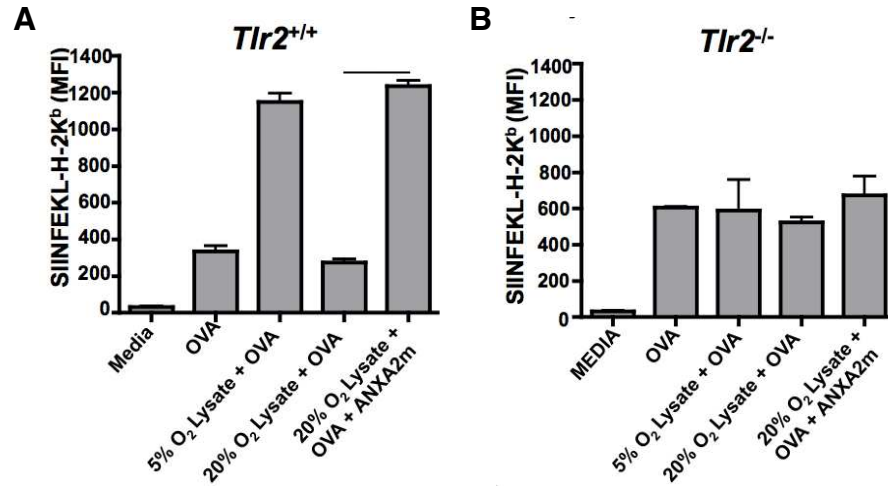 A
Tlr2+/+
SIINFEKL-H-2Kb (MFI)
1400
1200
1000
800
600
400
200
0
Media
OVA
5% O2 Lysate + OVA
20% O2 Lysate + OVA
20% O2 Lysate +
OVA + ANXA2m
B
Tlr2-/-
SIINFEKL-H-2Kb (MFI)
1400
1200
1000
800
600
400
200
0
MEDIA
OVA
5% O2 Lysate + OVA
20% O2 Lysate + OVA
20% O2 Lysate +
OVA + ANXA2m